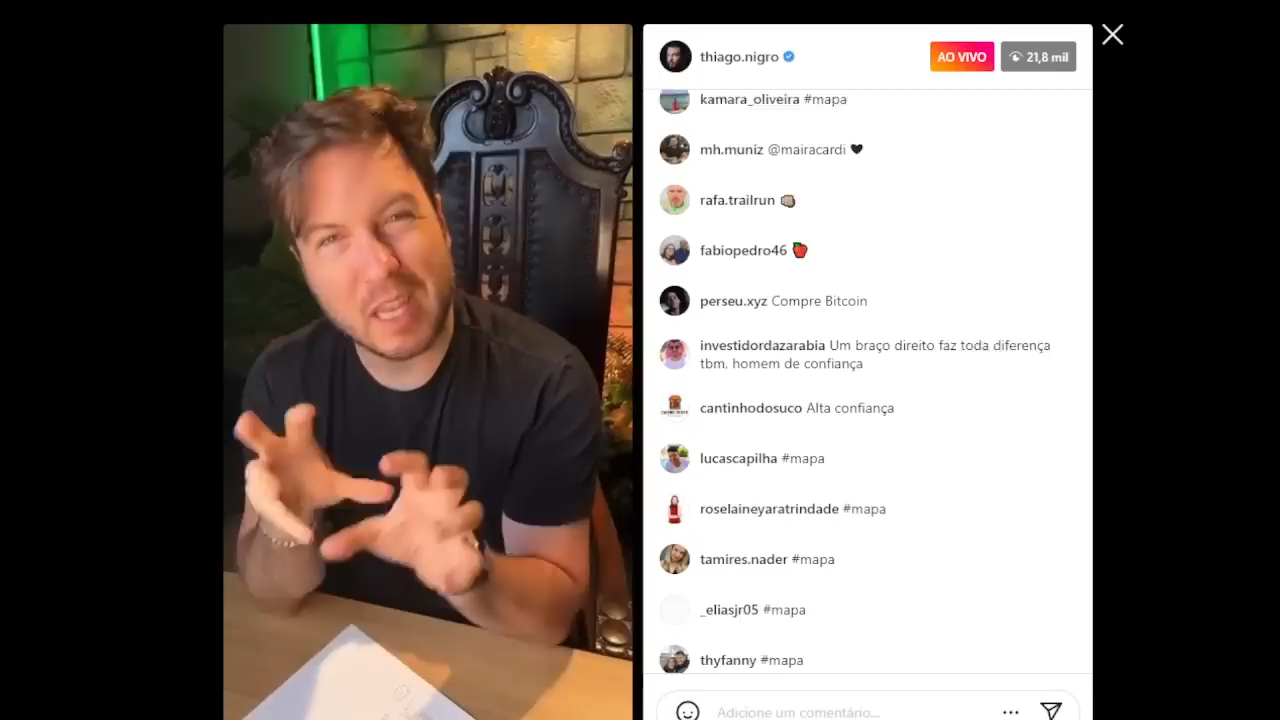 thiago.nigro
AO VIVO
21,8 mil
kamara_oliveira #mapa
mh.muniz @mairacardi 🖤
rafa.trailrun 👊🏽
fabiopedro46 🍎
perseu.xyz Compre Bitcoin
investidordazarabia Um braço direito faz toda diferença
tbm, homem de confiança
cantinhodosuco Alta confiança
lucascapilha #mapa
roselaineyaratrindade #mapa
tamires.nader #mapa
_eliasjr05 #mapa
thyfanny #mapa
Adicione um comentário...